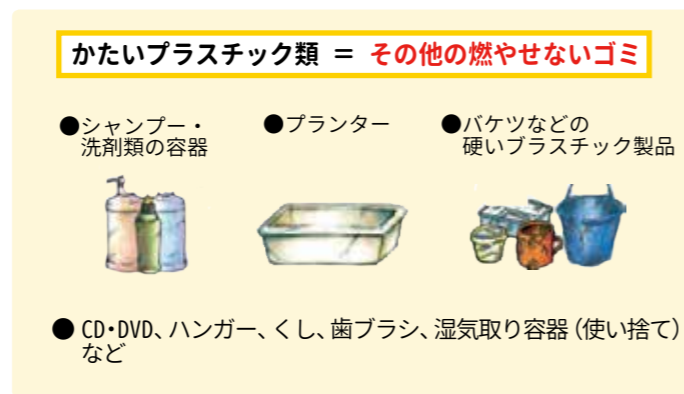 かたいプラスチック類 = その他の燃やせないゴミ
●シャンプー・
洗剤類の容器
●プランター
●バケツなどの
硬いブラスチック製品
● CD・DVD、ハンガー、くし、歯ブラシ、湿気取り容器(使い捨て)
など